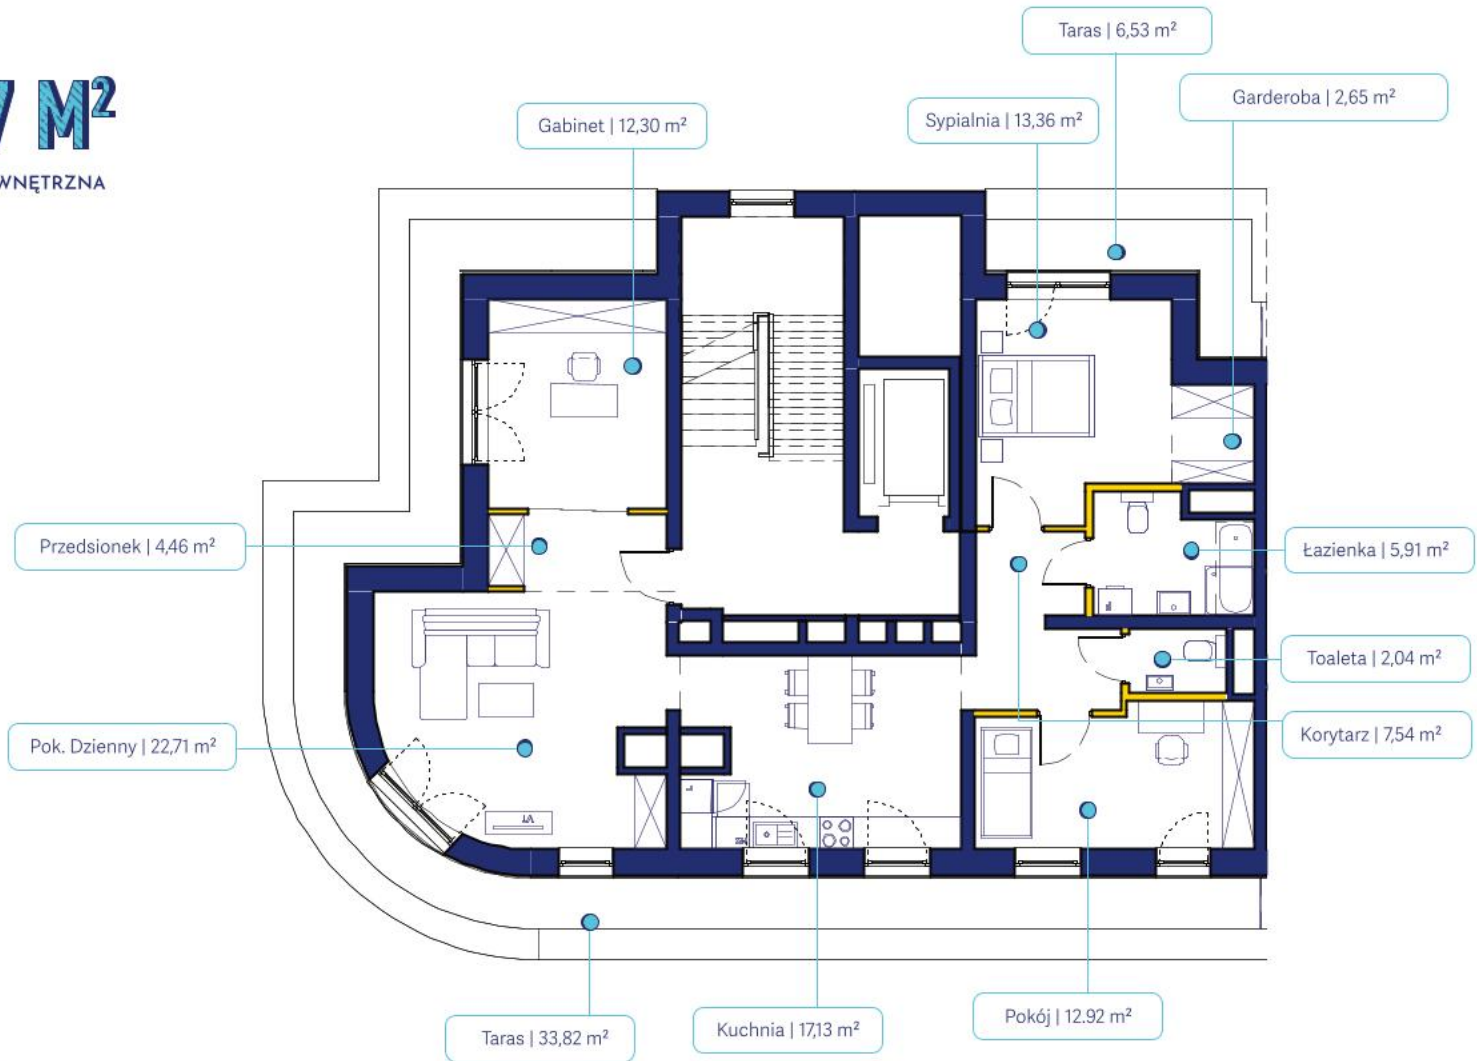 7 M²
WNĘTRZNA
Taras | 6,53 m²
Garderoba | 2,65 m²
Sypialnia | 13,36 m²
Gabinet | 12,30 m²
Przedsionek | 4,46 m²
Łazienka | 5,91 m²
Toaleta | 2,04 m²
Korytarz | 7,54 m²
Pok. Dzienny | 22,71 m²
TV
Pokój | 12.92 m²
Kuchnia | 17,13 m²
Taras | 33,82 m²